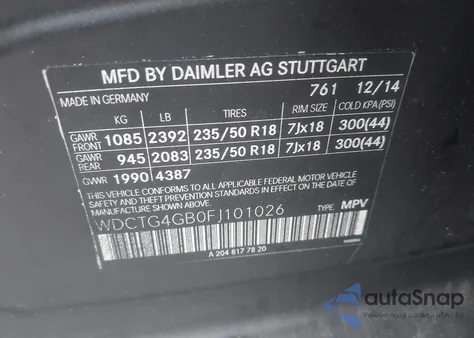 MFD BY DAIMLER AG STUTTGART
MADE IN GERMANY 761 12/14
KG LB TIRES RIM SIZE COLD KPA(PSI)
GAWR FRONT 1085 2392 235/50 R18 7Jx18 300(44)
GAWR REAR 945 2083 235/50 R18 7Jx18 300(44)
GVWR 1990 4387
THIS VEHICLE CONFORMS TO ALL APPLICABLE FEDERAL MOTOR VEHICLE
SAFETY AND THEFT PREVENTION STANDARDS IN EFFECT ON THE DATE OF
MANUFACTURE SHOWN ABOVE.
WDCTG4GB0FJ101026 TYPE: MPV
A 204 817 78 20
autoSnap